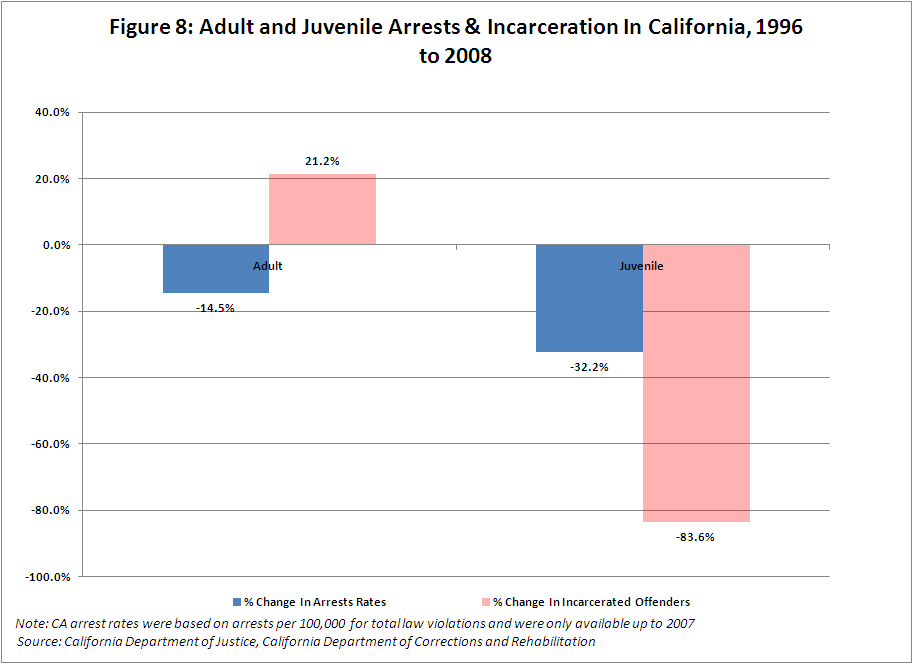 Figure 8: Adult and Juvenile Arrests & Incarceration In California, 1996
to 2008
40.0%
21.2%
20.0%
0.0%
Adult
Juvenile
-14.5%
-20.0%
-32.2%
-40.0%
-60.0%
-80.0%
-83.6%
-100.0%
% Change In Arrests Rates % Change In Incarcerated Offenders
Note: CA arrest rates were based on arrests per 100,000 for total law violations and were only available up to 2007
Source: California Department of Justice, California Department of Corrections and Rehabilitation